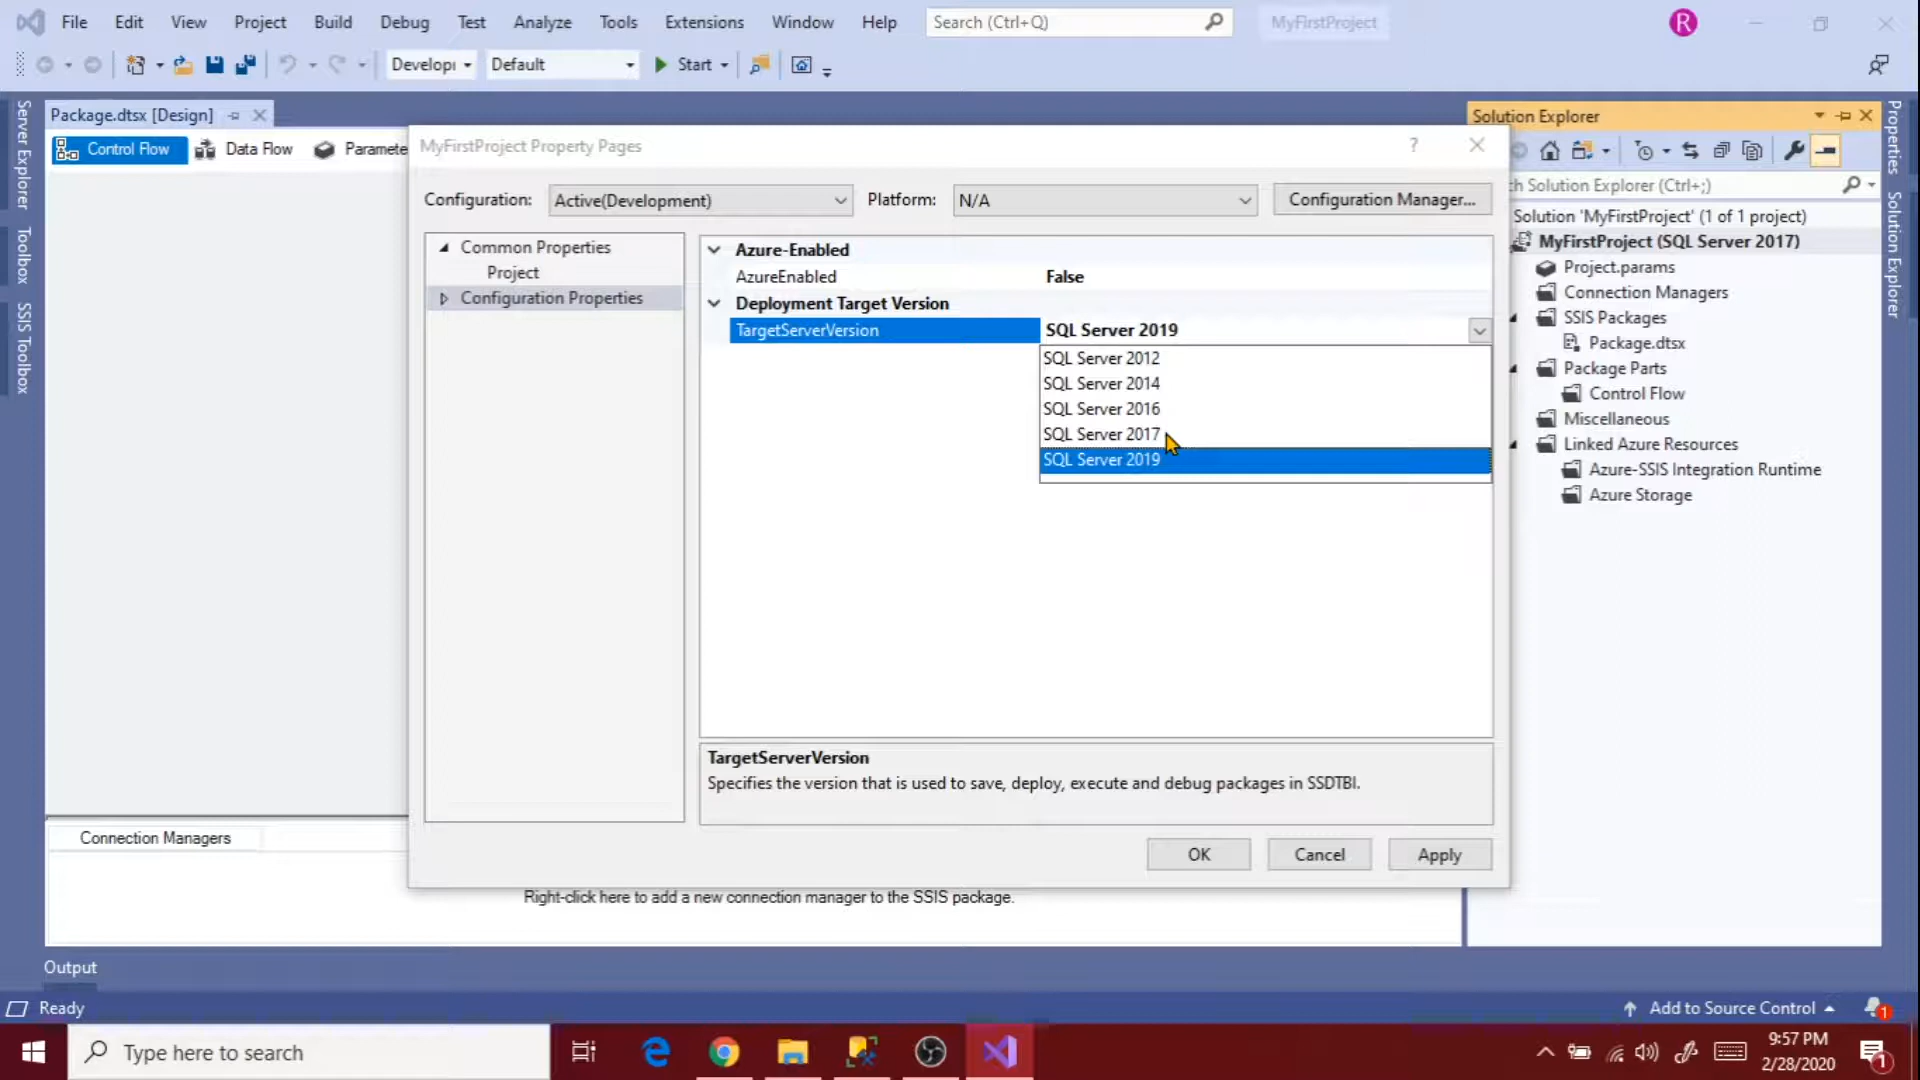 File Edit View Project Build Debug Test Analyze Tools Extensions Window Help Search (Ctrl+Q) MyFirstProject R
Developi Default Start
Server Explorer
Toolbox
SSIS Toolbox
Package.dtsx [Design]
Control Flow Data Flow Paramete
MyFirstProject Property Pages ?
Configuration: Active(Development) Platform: N/A Configuration Manager...
Common Properties
Project
Configuration Properties
Azure-Enabled
AzureEnabled False
Deployment Target Version
TargetServerVersion SQL Server 2019
SQL Server 2012
SQL Server 2014
SQL Server 2016
SQL Server 2017
SQL Server 2019
TargetServerVersion
Specifies the version that is used to save, deploy, execute and debug packages in SSDTBI.
OK Cancel Apply
Connection Managers
Right-click here to add a new connection manager to the SSIS package.
Solution Explorer
ch Solution Explorer (Ctrl+;)
Solution 'MyFirstProject' (1 of 1 project)
MyFirstProject (SQL Server 2017)
Project.params
Connection Managers
SSIS Packages
Package.dtsx
Package Parts
Control Flow
Miscellaneous
Linked Azure Resources
Azure-SSIS Integration Runtime
Azure Storage
Properties
Solution Explorer
Output
Ready Add to Source Control 1
Type here to search
9:57 PM
2/28/2020
1